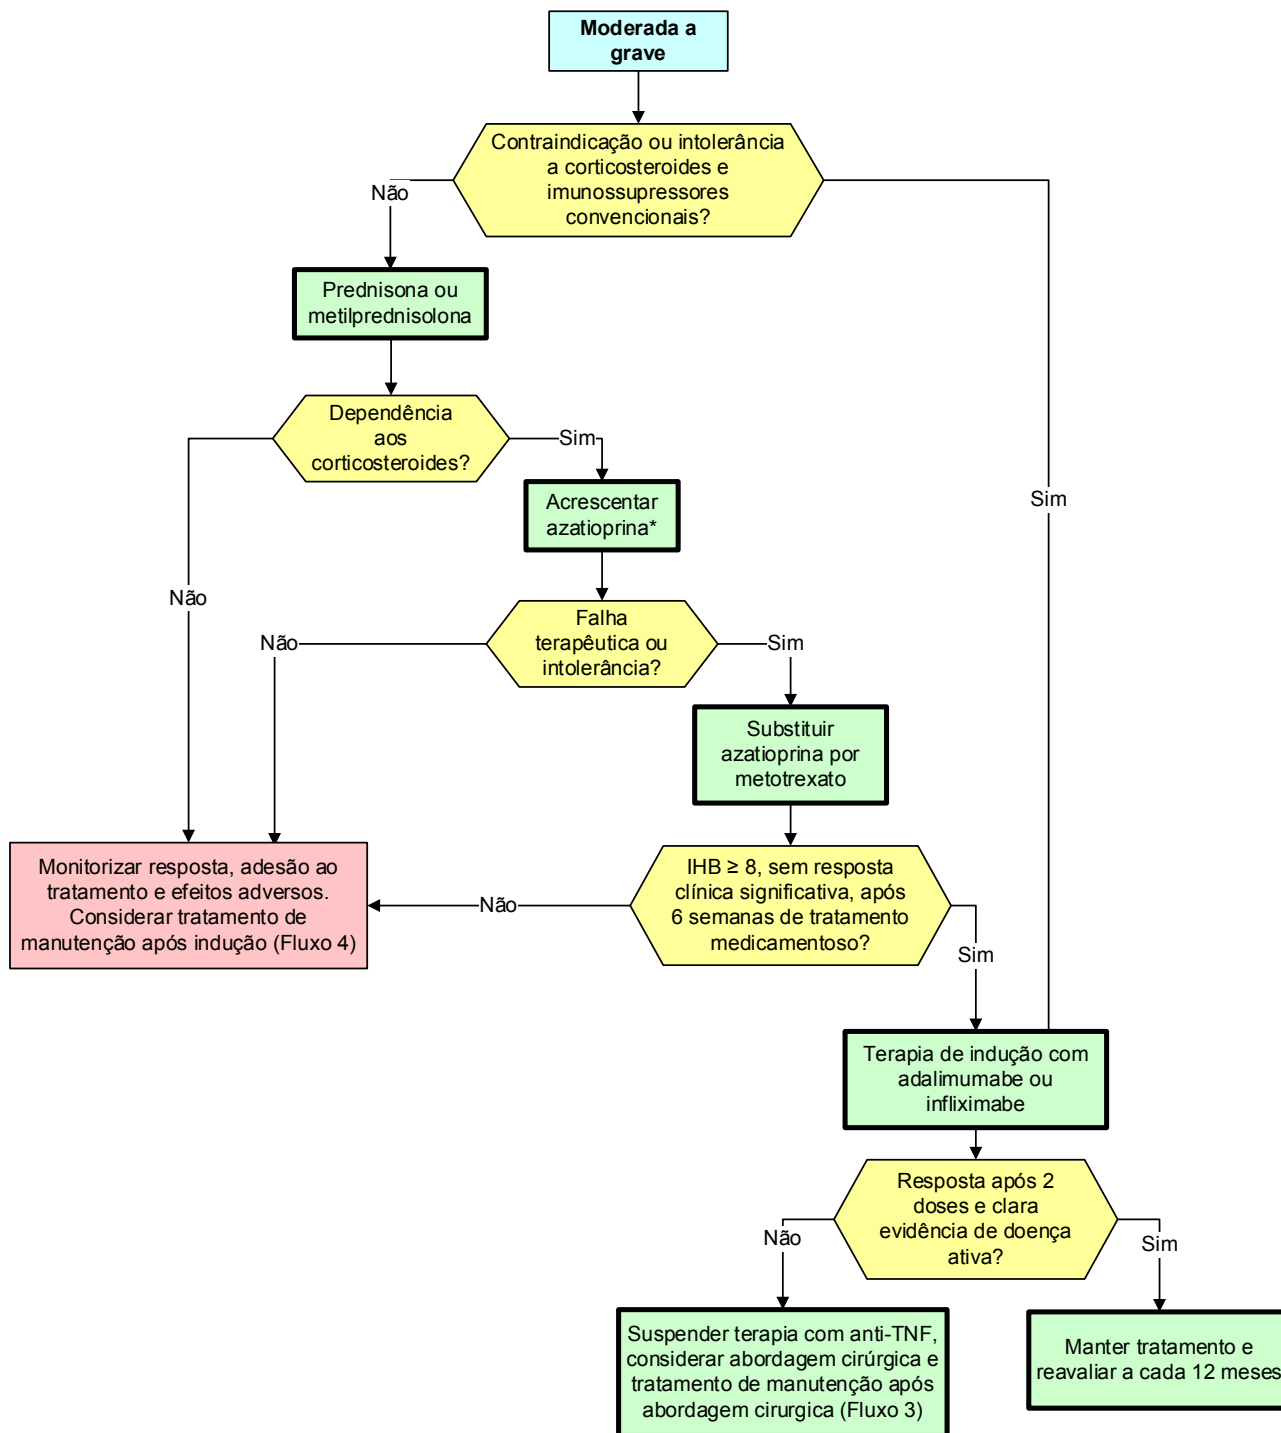 Moderada a
grave
Contraindicação ou intolerância
a corticosteroides e
imunossupressores
convencionais?
Não
Prednisona ou
metilprednisolona
Dependência
aos
corticosteroides?
Sim
Acrescentar
azatioprina*
Sim
Não
Falha
terapêutica ou
intolerância?
Não
Sim
Substituir
azatioprina por
metotrexato
Monitorizar resposta, adesão ao
tratamento e efeitos adversos.
Considerar tratamento de
manutenção após indução (Fluxo 4)
IHB ≥ 8, sem resposta
clínica significativa, após
6 semanas de tratamento
medicamentoso?
Não
Sim
Terapia de indução com
adalimumabe ou
infliximabe
Resposta após 2
doses e clara
evidência de doença
ativa?
Não
Sim
Suspender terapia com anti-TNF,
considerar abordagem cirúrgica e
tratamento de manutenção após
abordagem cirurgica (Fluxo 3)
Manter tratamento e
reavaliar a cada 12 meses